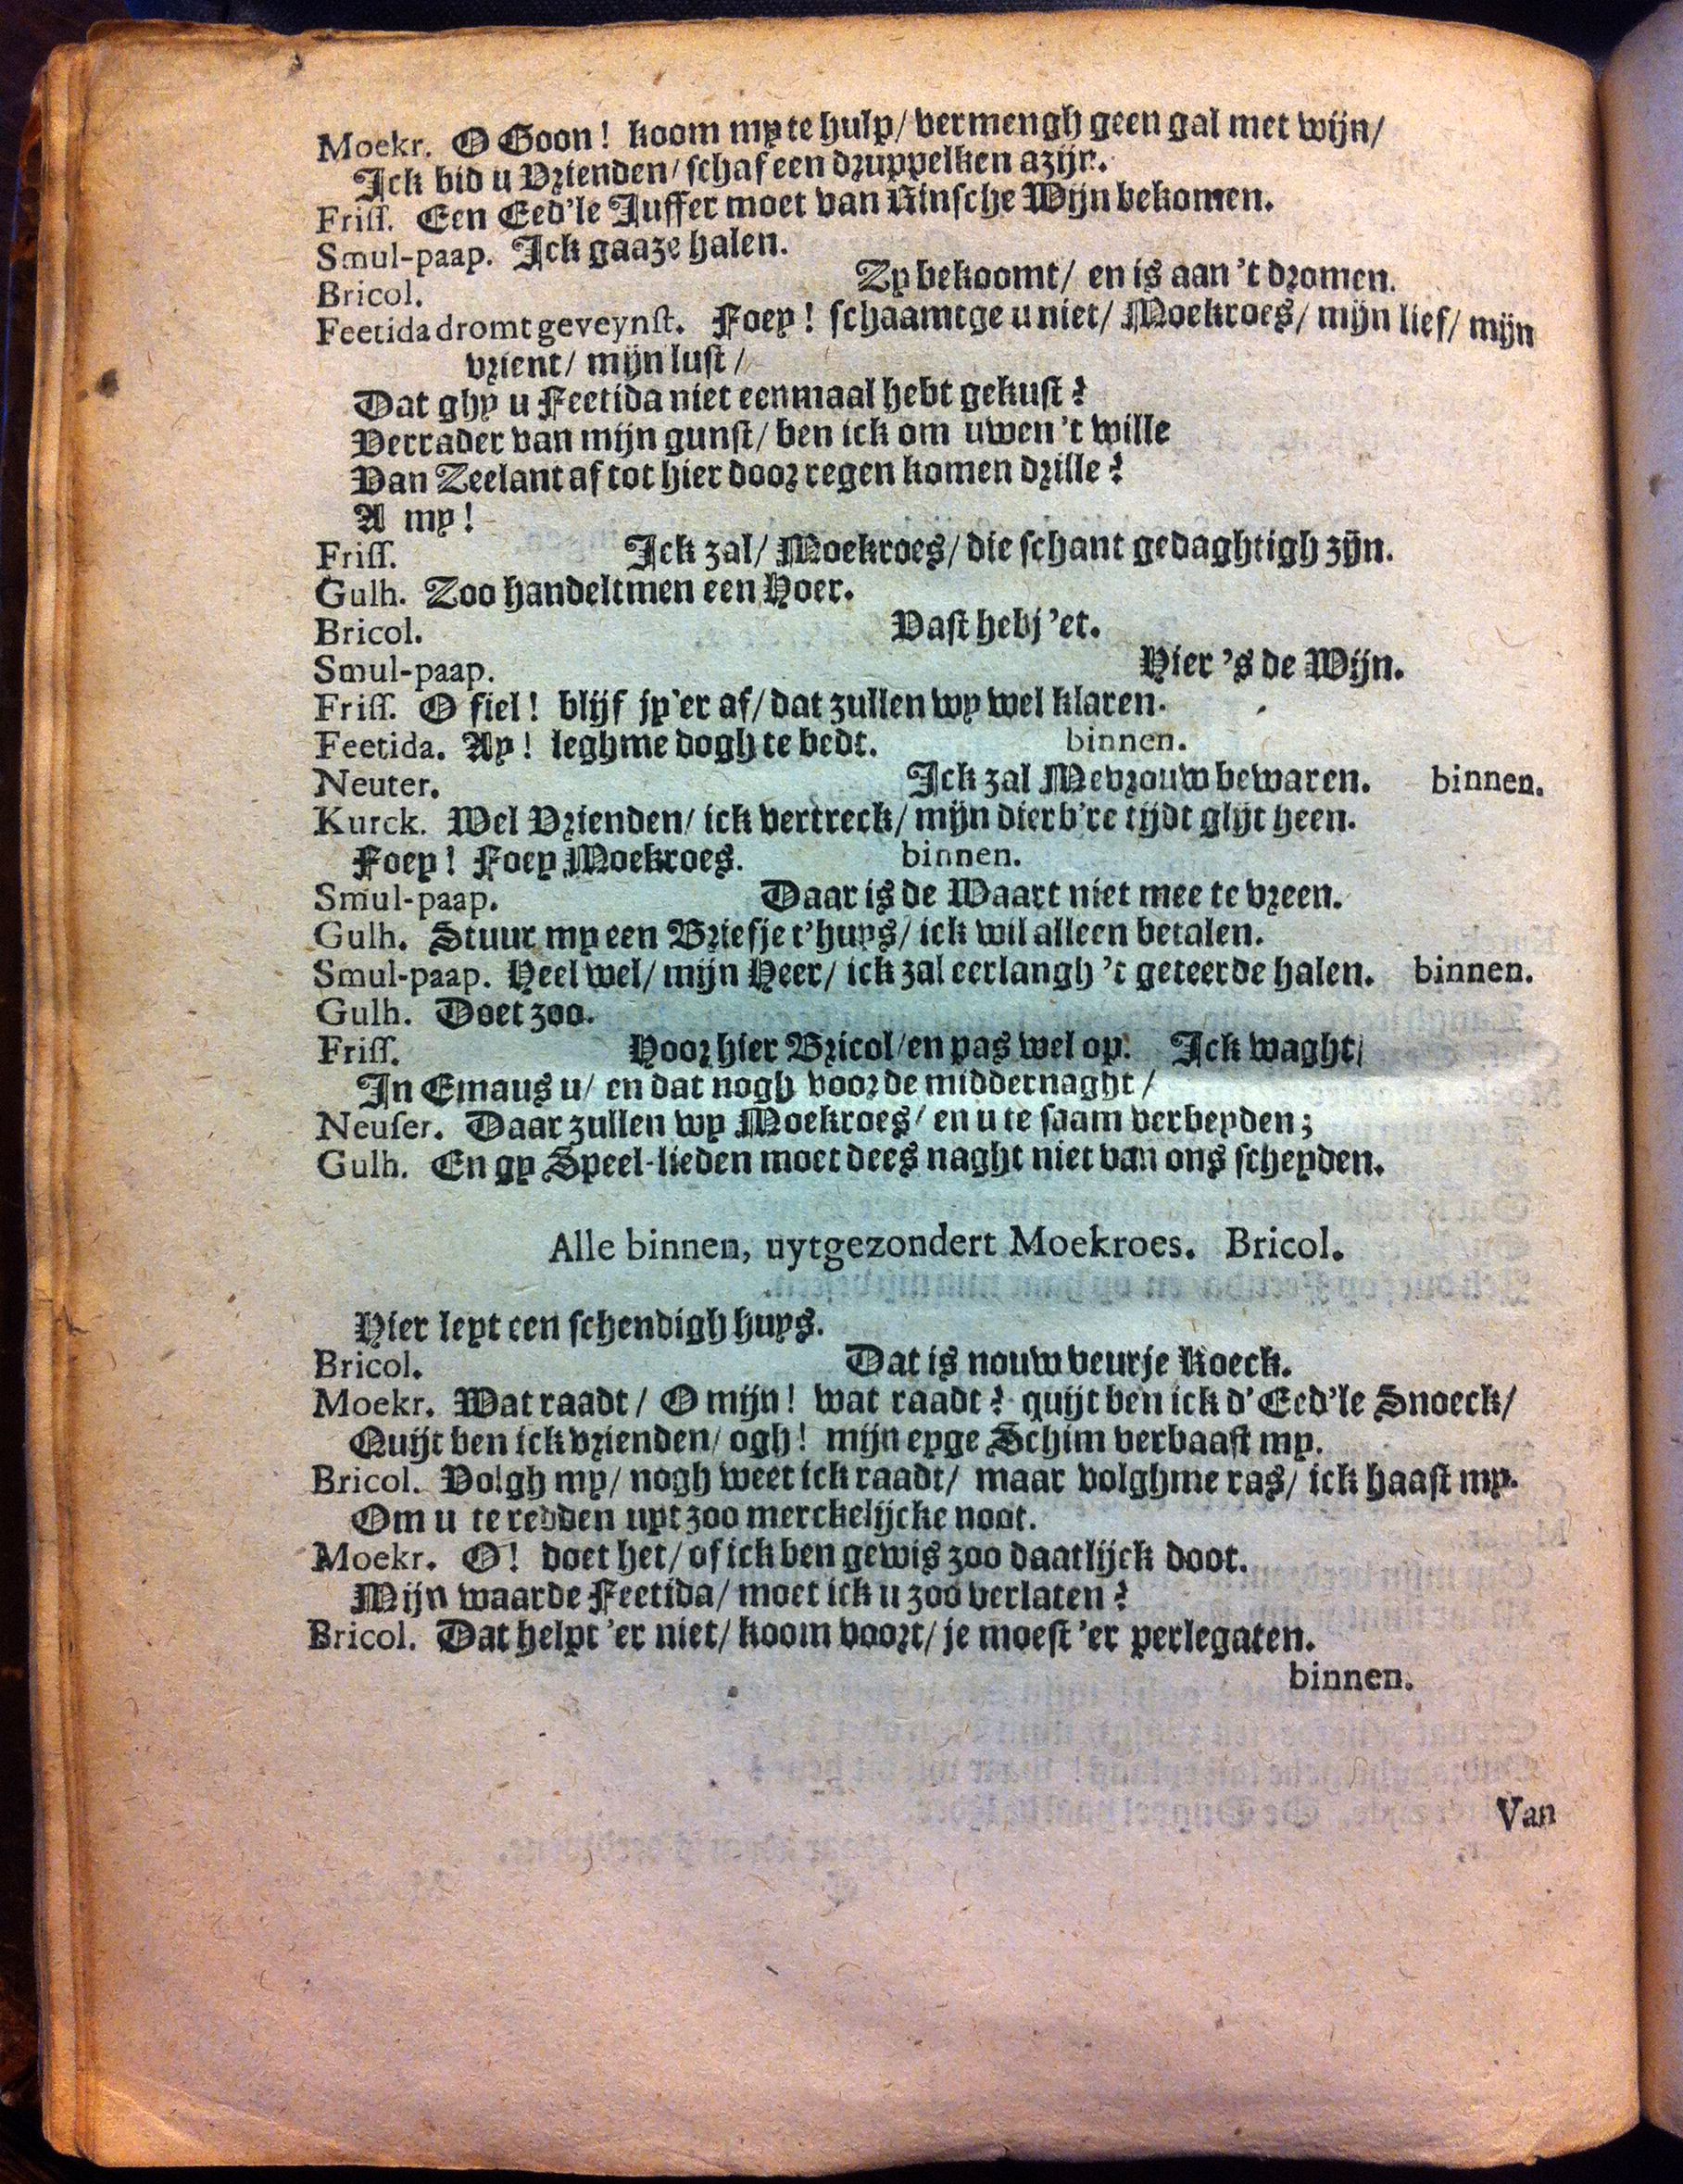 Moekr. O Goon! koom my te hulp/ vermengh geen gal met wijn/
Ick bid u Vrienden/ schaf een druppelken azijn.
Friſſ. Een Eed'le Juffer moet van Rinsche Wijn bekomen.
Smul-paap. Ick gaaze halen.
Bricol. Zy bekoomt/ en is aan 't dromen.
Feetida dromt geveynſt. Foey! schaamtge u niet/ Moekroes/ mijn lief/ mijn
vrient/ mijn lust/
Dat ghy u Feetida niet eenmaal hebt gekust?
Verrader van mijn gunst/ ben ick om uwen 't wille
Van Zeelant af tot hier door regen komen drille?
A my!
Friſſ. Ick zal/ Moekroes/ die schant gedaghtigh zijn.
Gulh. Zoo handeltmen een Hoer.
Bricol. Vast hebj 'et.
Smul-paap. Hier 's de Wijn.
Friſſ. O fiel! blijf jy'er af/ dat zullen wy wel klaren.
Feetida. Ay! leghme dogh te bedt. binnen.
Neuter. Ick zal Mevrouw bewaren. binnen.
Kurck. Wel Vrienden/ ick vertreck/ mijn dierb're tijdt glijt heen.
Foey! Foey Moekroes. binnen.
Smul-paap. Daar is de Waart niet mee te vreen.
Gulh. Stuur my een Briefje t'huys/ ick wil alleen betalen.
Smul-paap. Heel wel/ mijn Heer/ ick zal eerlangh 't geteerde halen. binnen.
Gulh. Doet zoo.
Friſſ. Hoor hier Bricol/ en pas wel op. Ick waght/
In Emaus u/ en dat nogh voor de middernaght/
Neuſer. Daar zullen wy Moekroes/ en u te saam verbeyden;
Gulh. En gy Speel-lieden moet dees naght niet van ons scheyden.
Alle binnen, uytgezondert Moekroes. Bricol.
Hier leyt een schendigh huys.
Bricol. Dat is nouw veur je Koeck.
Moekr. Wat raadt/ O mijn! wat raadt? quijt ben ick d' Eed'le Snoeck/
Quijt ben ick vrienden/ ogh! mijn eyge Schim verbaast my.
Bricol. Volgh my/ nogh weet ick raadt/ maar volghme ras/ ick haast my.
Om u te redden uyt zoo merckelijcke noot.
Moekr. O! doet het/ of ick ben gewis zoo daatlijck doot.
Mijn waarde Feetida/ moet ick u zoo verlaten?
Bricol. Dat helpt 'er niet/ koom voort/ je moest 'er perlegaten.
binnen.
Van